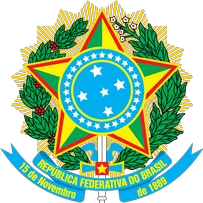 REPUBLICA FEDERATIVA DO BRASIL
15 de Novembro
de 1889